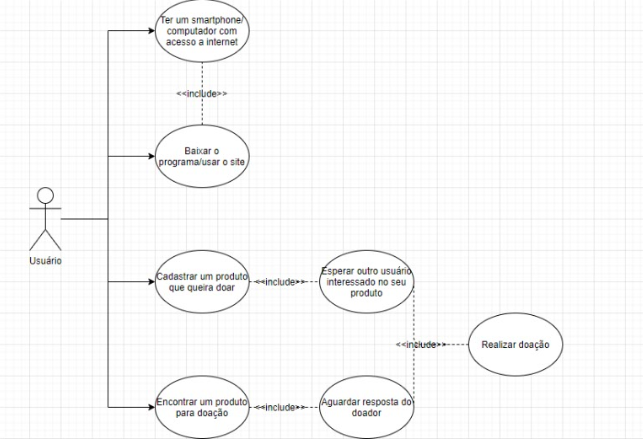 Ter um smartphone/
computador com
acesso a internet
<<include>>
Baixar o
programa/usar o site
Usuário
Cadastrar um produto
que queira doar
<<include>>
Esperar outro usuário
interessado no seu
produto
<<include>>
Realizar doação
Encontrar um produto
para doação
<<include>>
Aguardar resposta do
doador